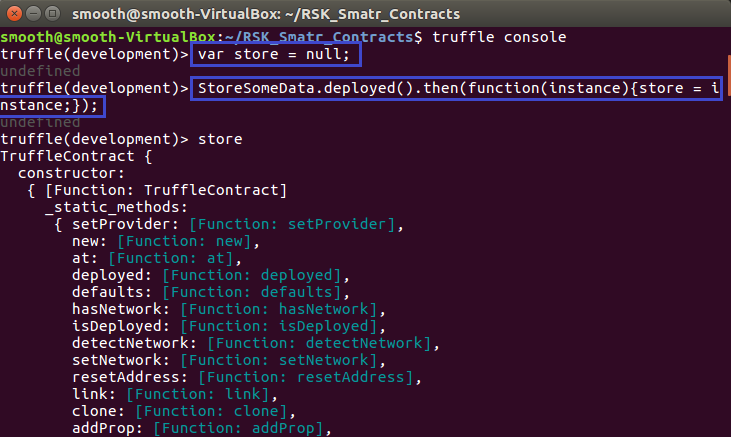 smooth@smooth-VirtualBox: ~/RSK_Smatr_Contracts
smooth@smooth-VirtualBox:~/RSK_Smatr_Contracts$ truffle console
truffle(development)> var store = null;
undefined
truffle(development)> StoreSomeData.deployed().then(function(instance){store = i
nstance;});
undefined
truffle(development)> store
TruffleContract {
  constructor:
   { [Function: TruffleContract]
     _static_methods:
      { setProvider: [Function: setProvider],
        new: [Function: new],
        at: [Function: at],
        deployed: [Function: deployed],
        defaults: [Function: defaults],
        hasNetwork: [Function: hasNetwork],
        isDeployed: [Function: isDeployed],
        detectNetwork: [Function: detectNetwork],
        setNetwork: [Function: setNetwork],
        resetAddress: [Function: resetAddress],
        link: [Function: link],
        clone: [Function: clone],
        addProp: [Function: addProp],